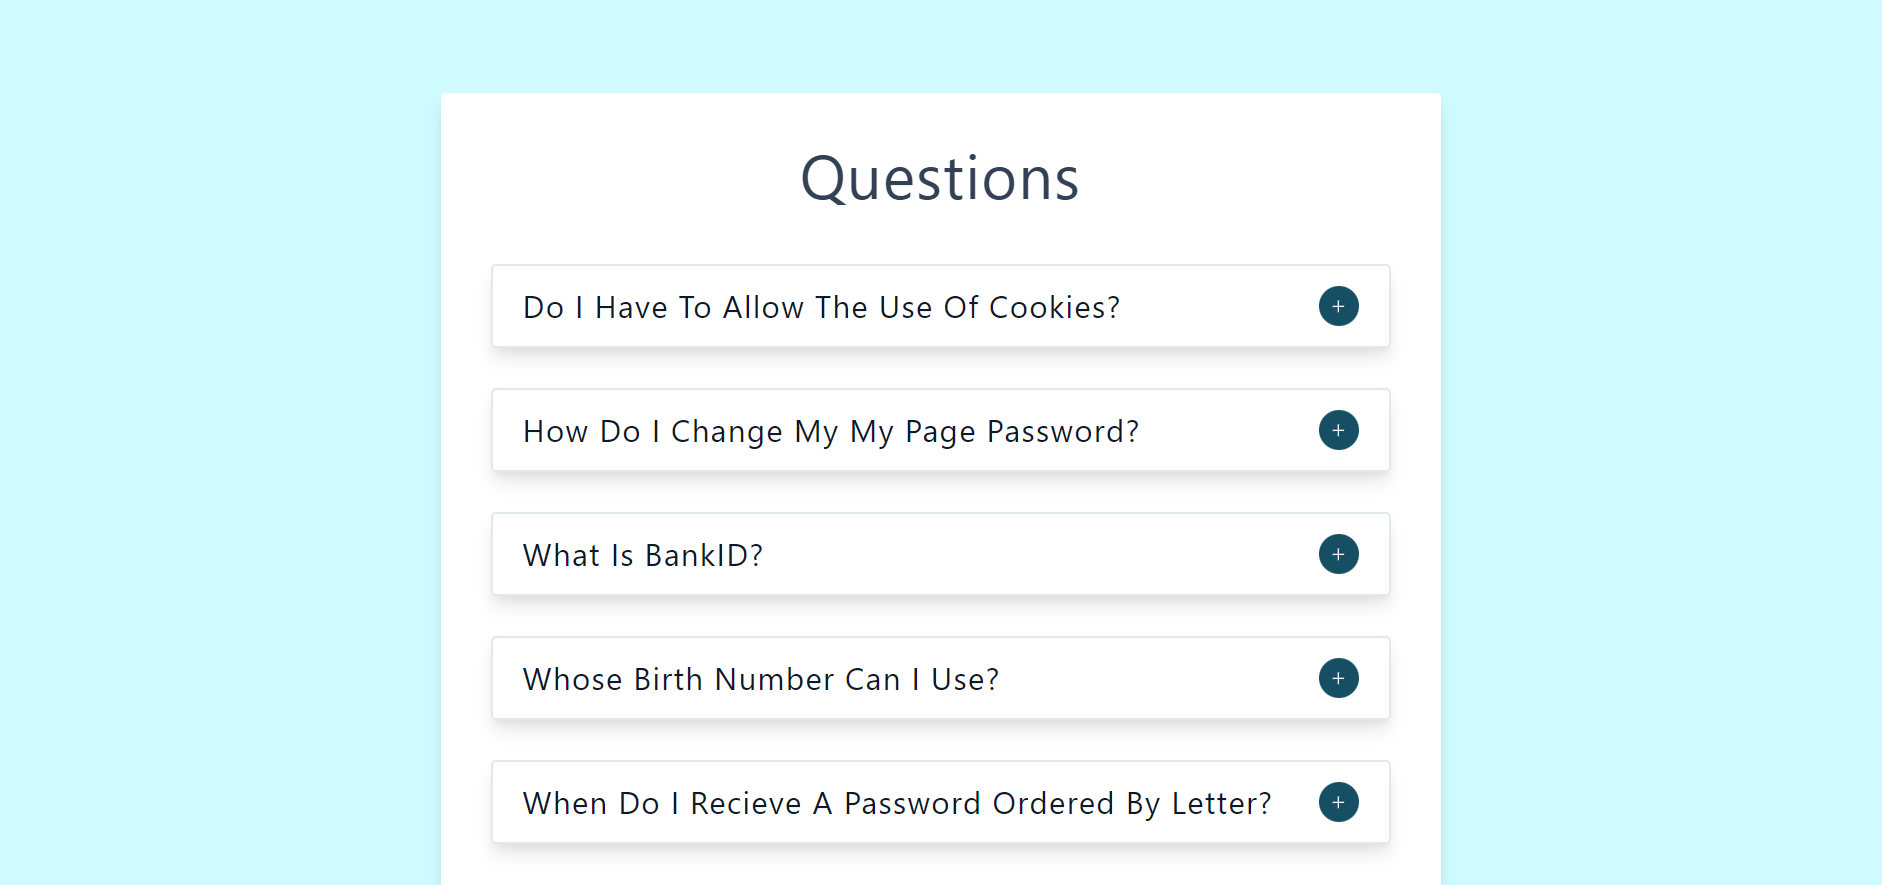 Questions
Do I Have To Allow The Use Of Cookies?
+
How Do I Change My My Page Password?
+
What Is BankID?
+
Whose Birth Number Can I Use?
+
When Do I Recieve A Password Ordered By Letter?
+